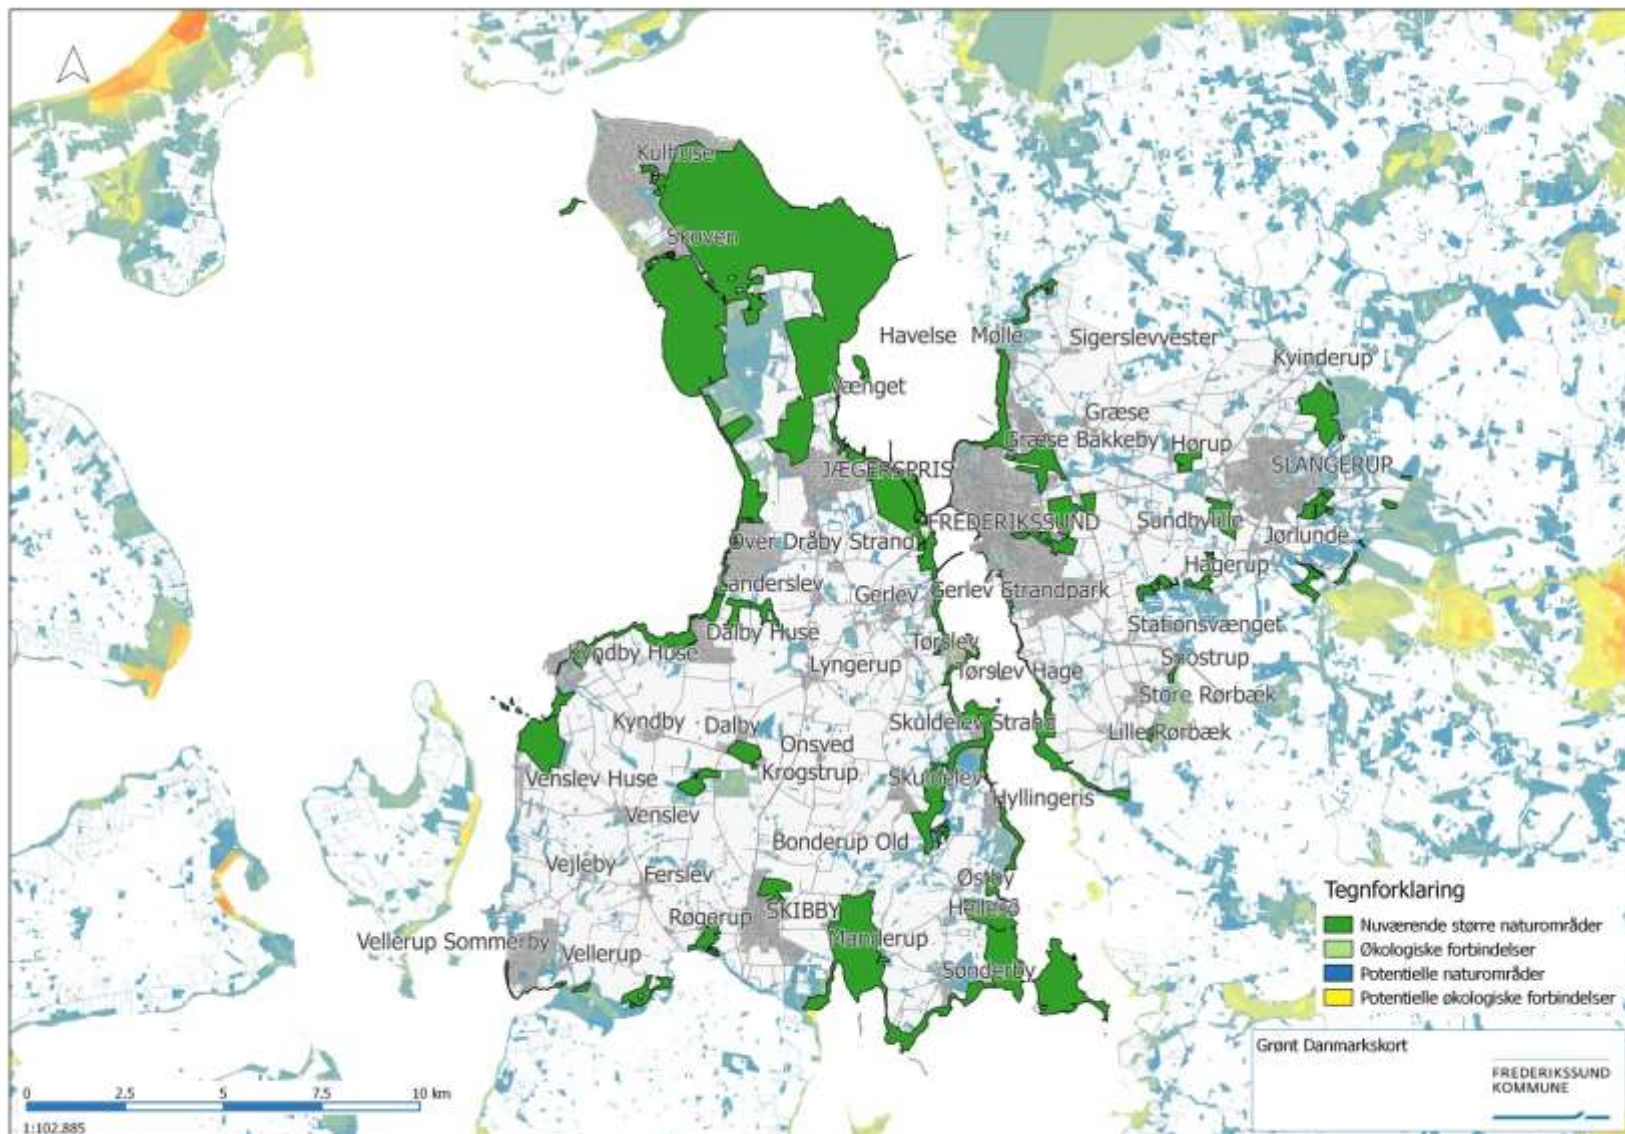 Kulhuse
Skoven
Havelse Mølle
Sigerslevvester
Kvinderup
Vænget
Græse
Græse Bakkeby
Hørup
JÆGERSPRIS
SLANGERUP
FREDERIKSSUND
Sundbylille
Over Dråby Strand
Jørlunde
Hagerup
Landerslev
Gerlev
Gerlev Strandpark
Dalby Huse
Stationsvænget
Kyndby Huse
Tørslev
Lyngerup
Tørslev Hage
Snostrup
Store Rørbæk
Kyndby
Dalby
Skuldelev Strand
Lille Rørbæk
Onsved
Venslev Huse
Krogstrup
Skuldelev
Hyllingeris
Venslev
Bonderup Old
Vejleby
Ferslev
Østby
Røgerup
SKIBBY
Vellerup Sommerby
Vellerup
Manderup
Sønderby
Tegnforklaring
Nuværende større naturområder
Økologiske forbindelser
Potentielle naturområder
Potentielle økologiske forbindelser
Grønt Danmarkskort
FREDERIKSSUND
KOMMUNE
0 2.5 5 7.5 10 km
1:102.885